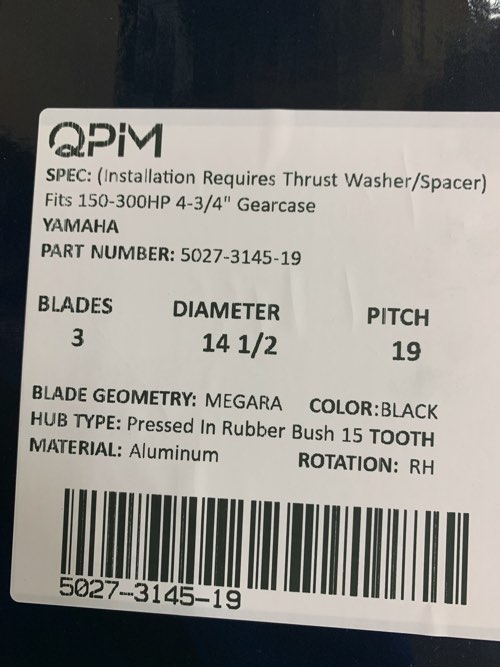 QPM
SPEC: (Installation Requires Thrust Washer/Spacer)
Fits 150-300HP 4-3/4" Gearcase
YAMAHA
PART NUMBER: 5027-3145-19
BLADES DIAMETER PITCH
3 14 1/2 19
BLADE GEOMETRY: MEGARA COLOR:BLACK
HUB TYPE: Pressed In Rubber Bush 15 TOOTH
MATERIAL: Aluminum ROTATION: RH
5027-3145-19